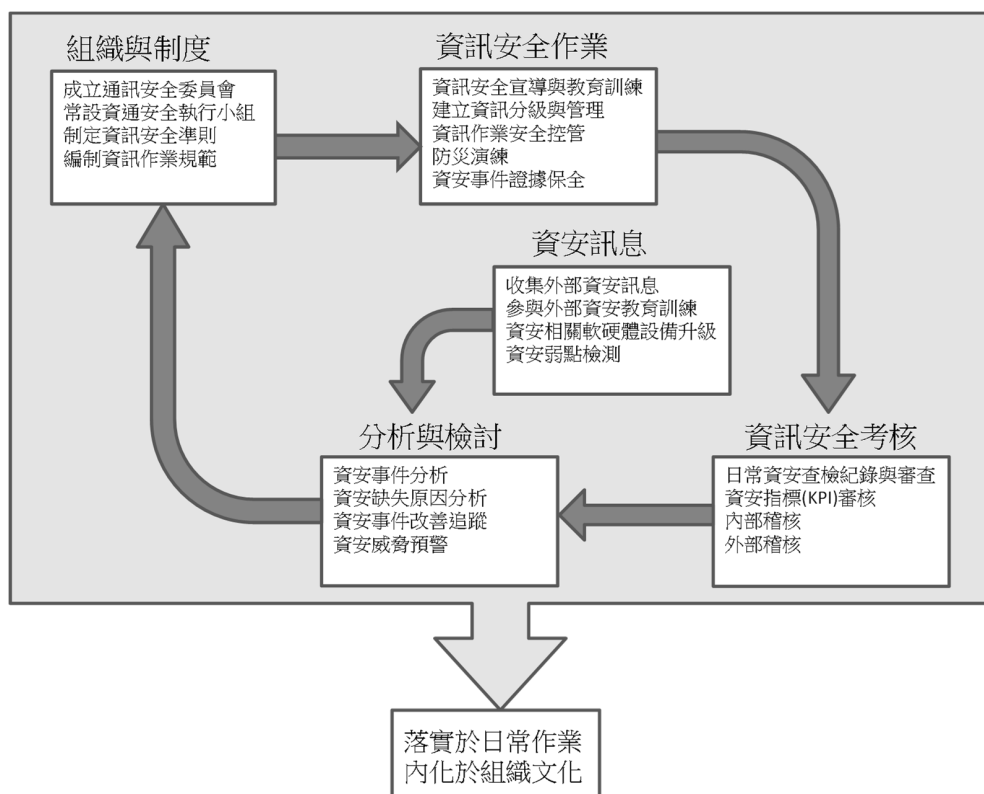 組織與制度
成立通訊安全委員會
常設資通安全執行小組
制定資訊安全準則
編制資訊作業規範
資訊安全作業
資訊安全宣導與教育訓練
建立資訊分級與管理
資訊作業安全控管
防災演練
資安事件證據保全
資安訊息
收集外部資安訊息
參與外部資安教育訓練
資安相關軟硬體設備升級
資安弱點檢測
分析與檢討
資安事件分析
資安缺失原因分析
資安事件改善追蹤
資安威脅預警
資訊安全考核
日常資安查檢紀錄與審查
資安指標(KPI)審核
內部稽核
外部稽核
落實於日常作業
內化於組織文化